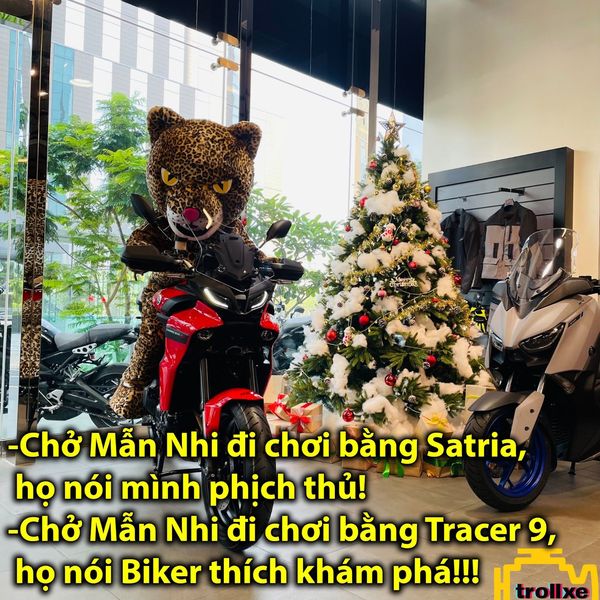 -Chở Mẫn Nhi đi chơi bằng Satria,
họ nói mình phịch thủ!
-Chở Mẫn Nhi đi chơi bằng Tracer 9,
họ nói Biker thích khám phá!!!
trollxe